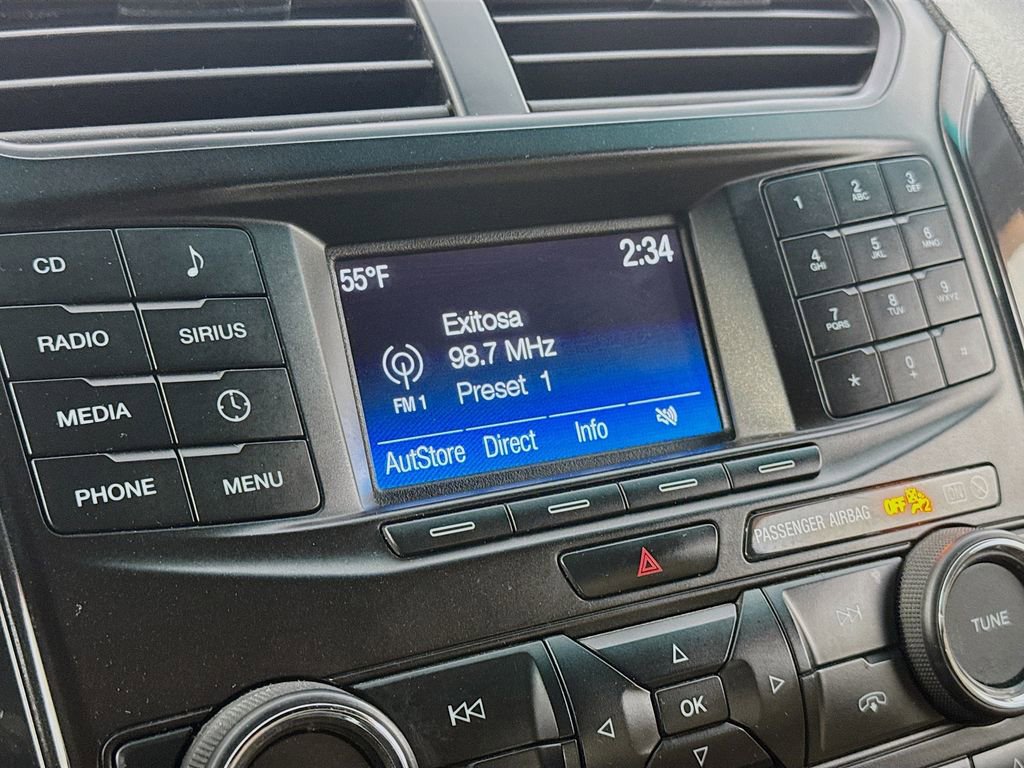 55°F
2:34
Exitosa
98.7 MHz
Preset 1
FM 1
AutStore Direct Info
CD
RADIO SIRIUS
MEDIA
PHONE MENU
1 2 ABC 3 DEF
4 GHI 5 JKL 6 MNO
7 PQRS 8 TUV 9 WXYZ
* 0 + #
PASSENGER AIRBAG OFF 2 ON
TUNE
OK